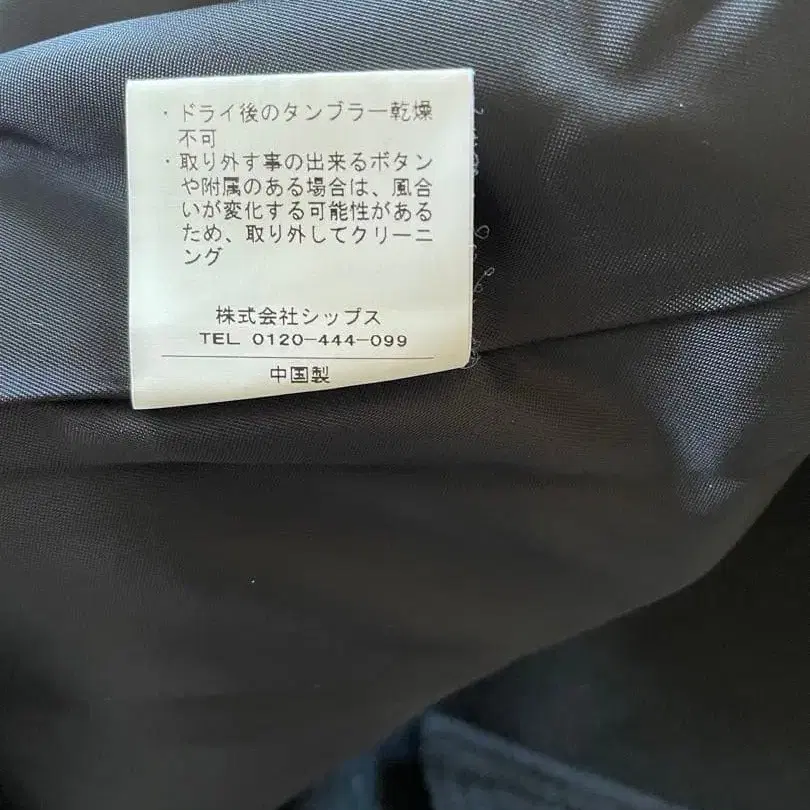 ・ドライ後のタンブラー乾燥
不可
・取り外す事の出来るボタン
や附属のある場合は、風合
いが変化する可能性がある
ため、取り外してクリーニ
ング
株式会社シップス
TEL 0120-444-099
中国製